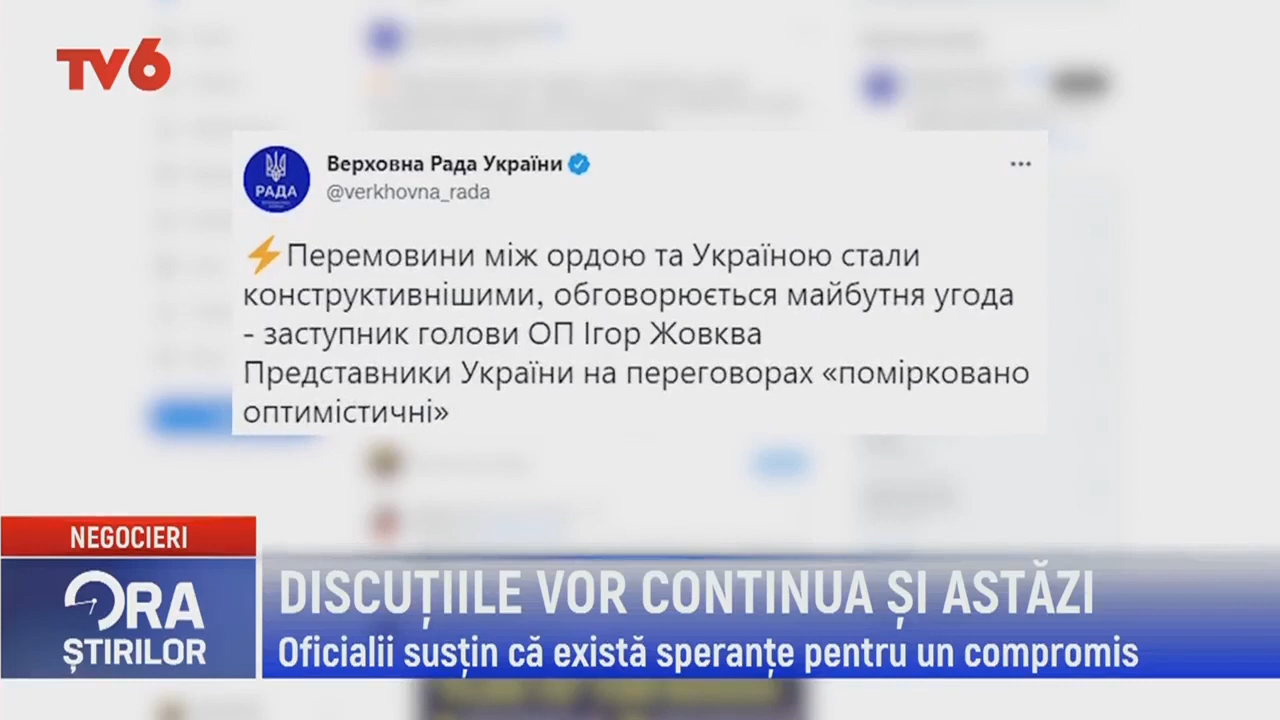 TV6
Верховна Рада України
@verkhovna_rada
РАДА
⚡Перемовини між ордою та Україною стали
конструктивнішими, обговорюється майбутня угода
- заступник голови ОП Ігор Жовква
Представники України на переговорах «помірковано
оптимістичні»
NEGOCIERI
ORA
ȘTIRILOR
DISCUȚIILE VOR CONTINUA ȘI ASTĂZI
Oficialii susțin că există speranțe pentru un compromis